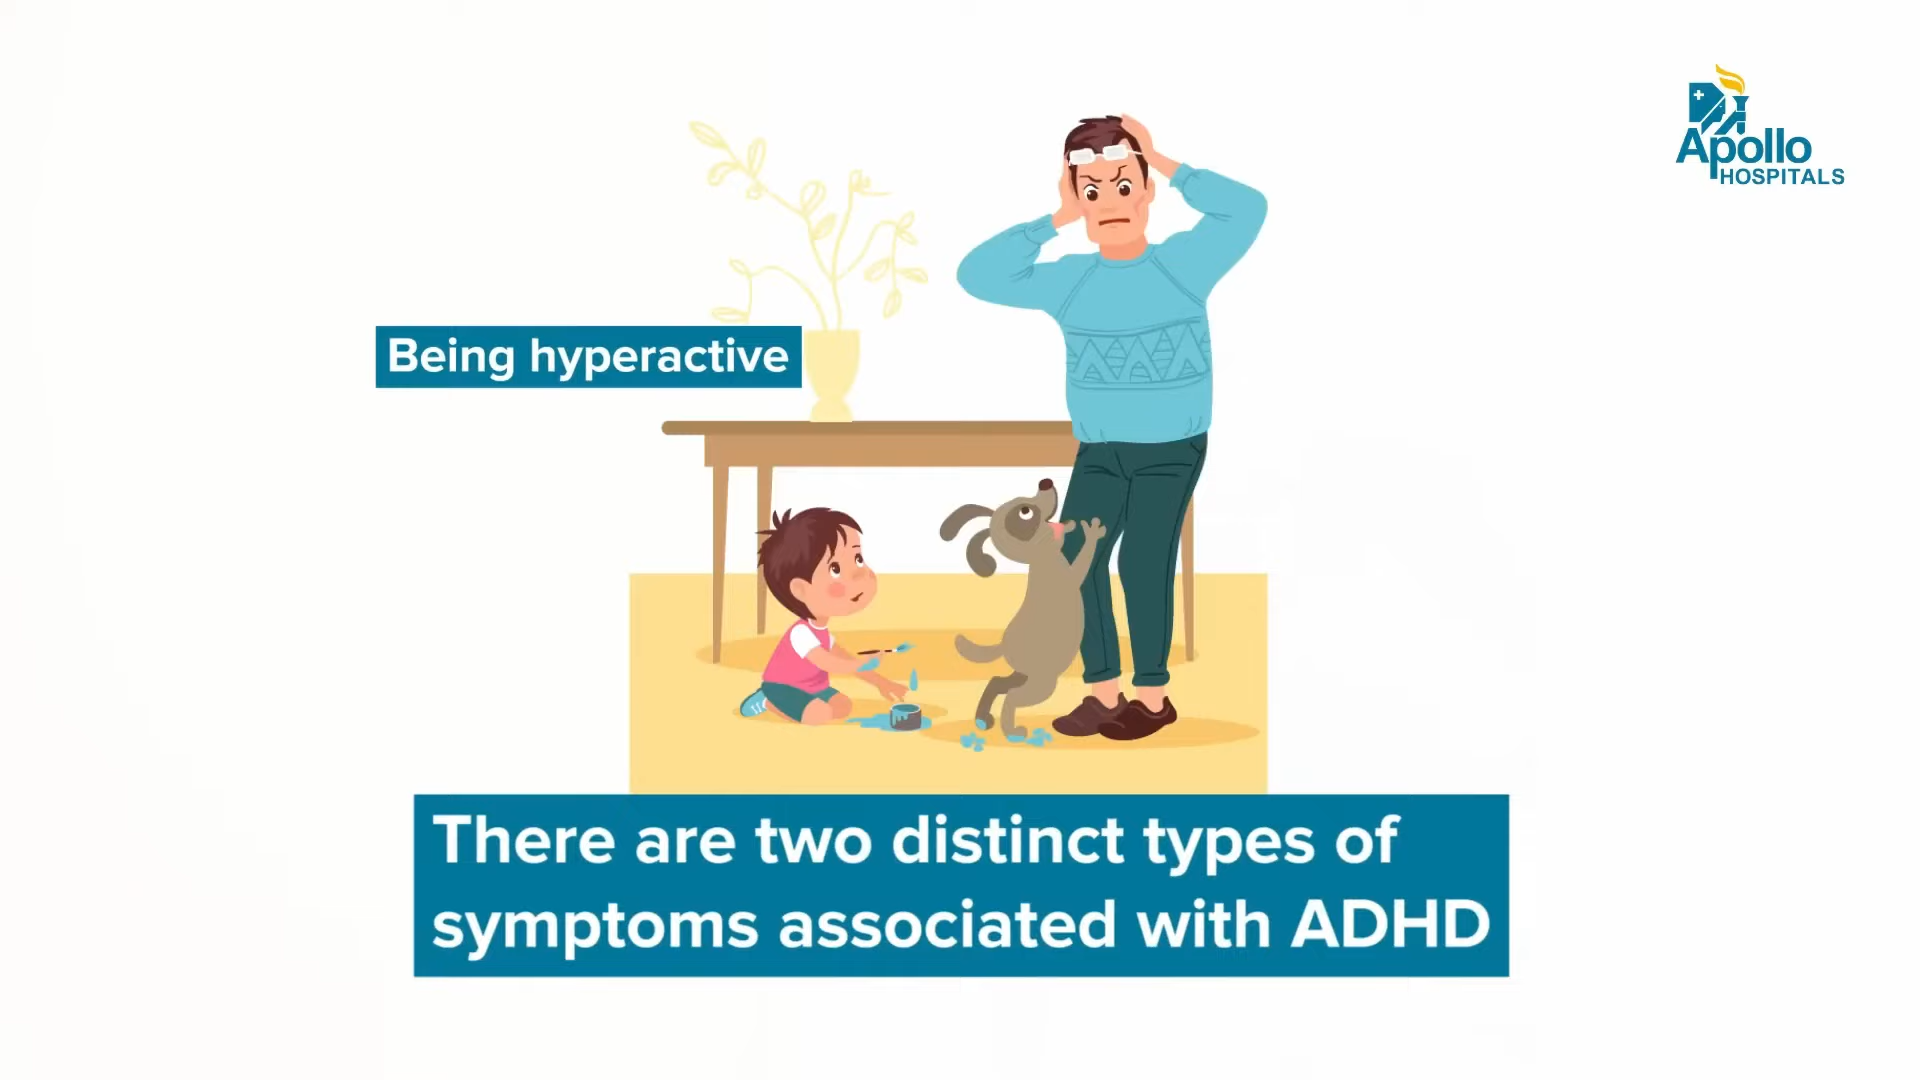 Apollo
HOSPITALS
Being hyperactive
There are two distinct types of
symptoms associated with ADHD